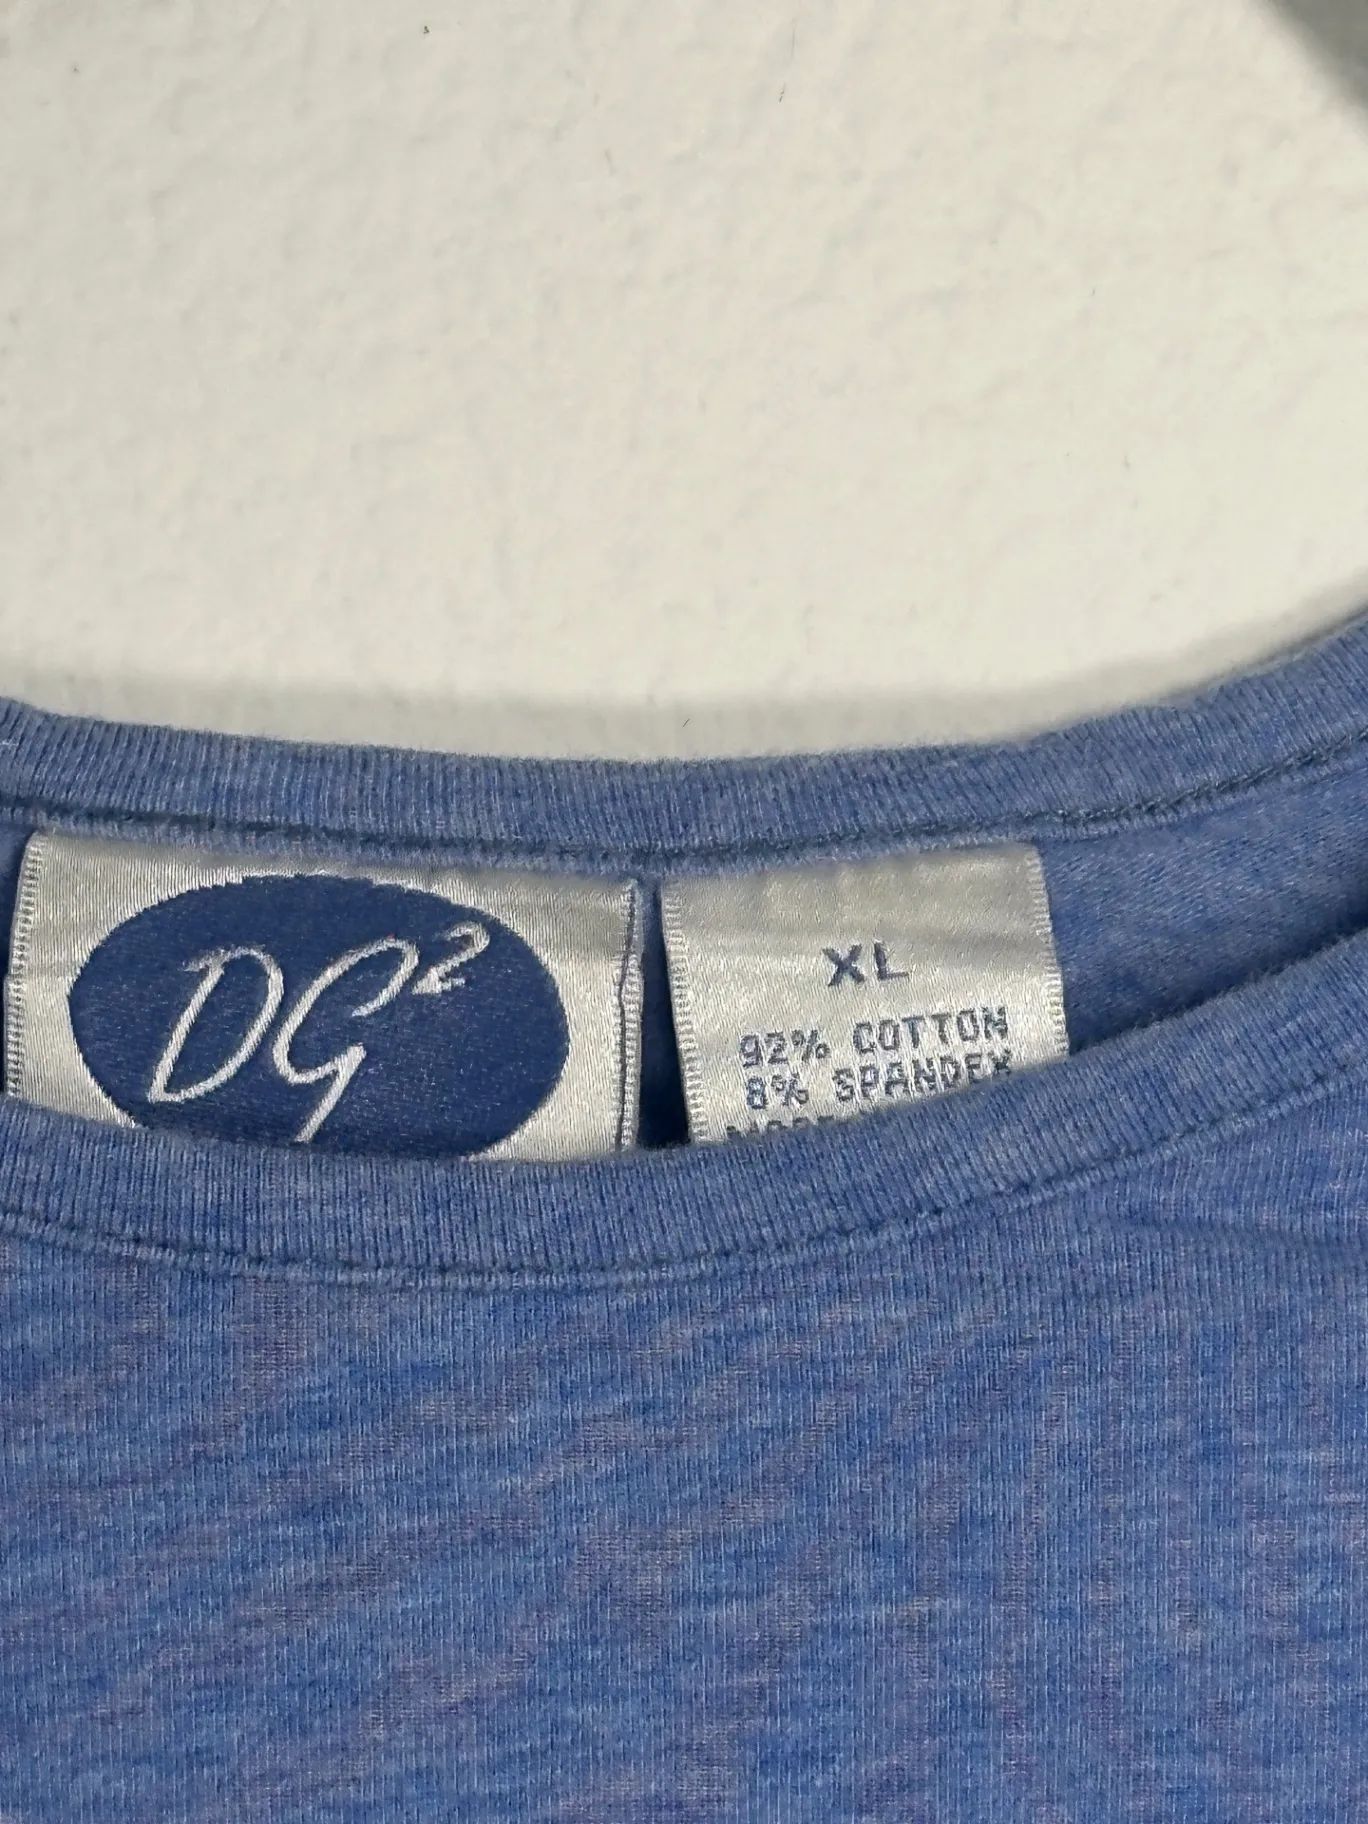 DG²
XL
92% COTTON
8% SPANDEX